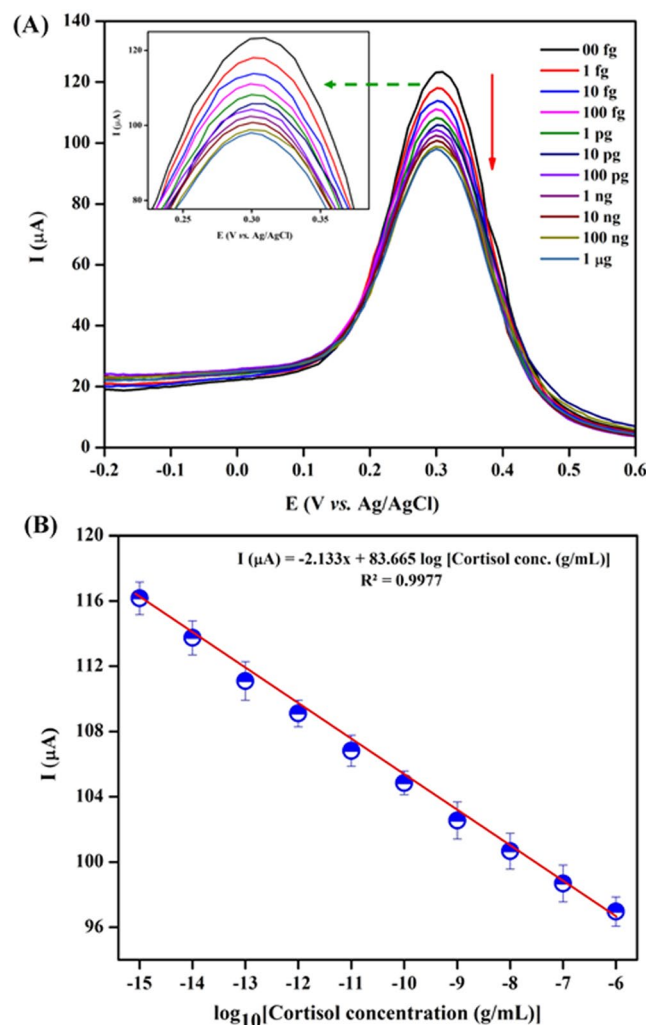 (A)
140
120
100
80
60
40
20
0
I (µA)
-0.2
-0.1
0.0
0.1
0.2
0.3
0.4
0.5
0.6
E (V vs. Ag/AgCl)
120
100
80
I (µA)
0.25
0.30
0.35
E (V vs. Ag/AgCl)
00 fg
1 fg
10 fg
100 fg
1 pg
10 pg
100 pg
1 ng
10 ng
100 ng
1 µg
(B)
120
116
112
108
104
100
96
I (µA)
I (µA) = -2.133x + 83.665 log [Cortisol conc. (g/mL)]
R² = 0.9977
-15
-14
-13
-12
-11
-10
-9
-8
-7
-6
log₁₀[Cortisol concentration (g/mL)]